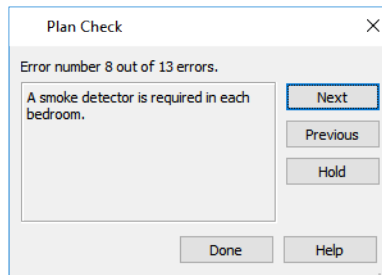 Plan Check
Error number 8 out of 13 errors.
A smoke detector is required in each
bedroom.
Next
Previous
Hold
Done
Help